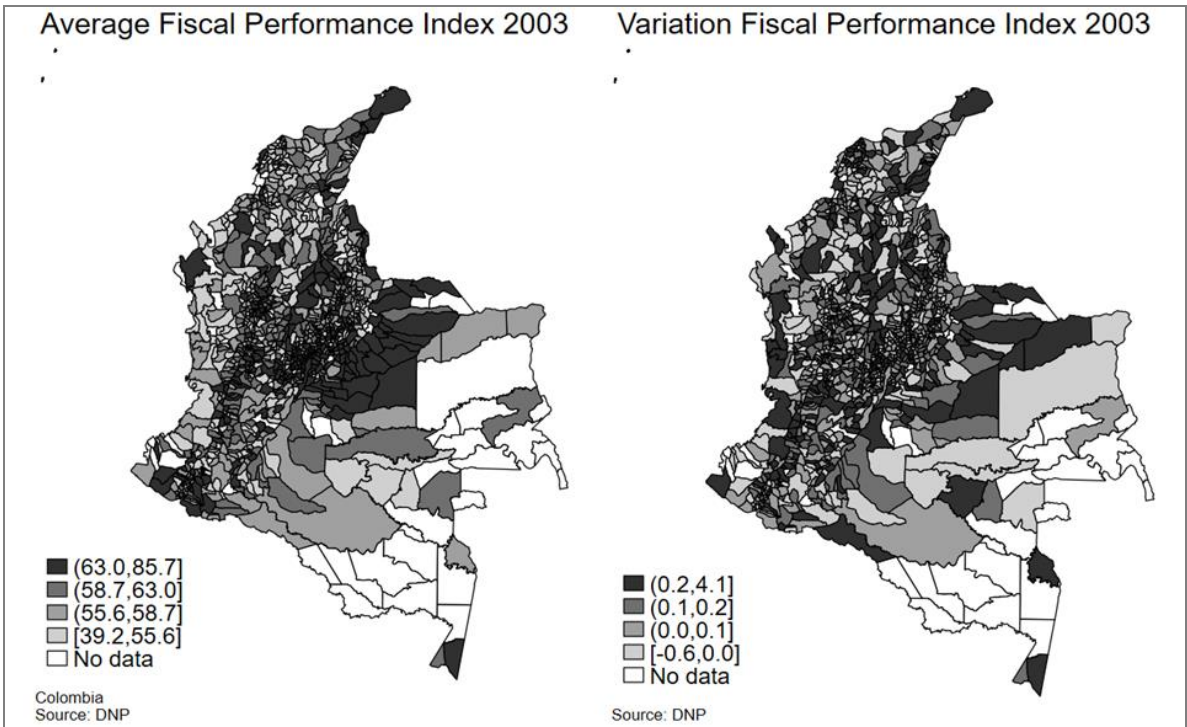 Average Fiscal Performance Index 2003
(63.0,85.7]
(58.7,63.0]
(55.6,58.7]
[39.2,55.6]
No data
Colombia
Source: DNP
Variation Fiscal Performance Index 2003
(0.2,4.1]
(0.1,0.2]
(0.0,0.1]
[-0.6,0.0]
No data
Source: DNP